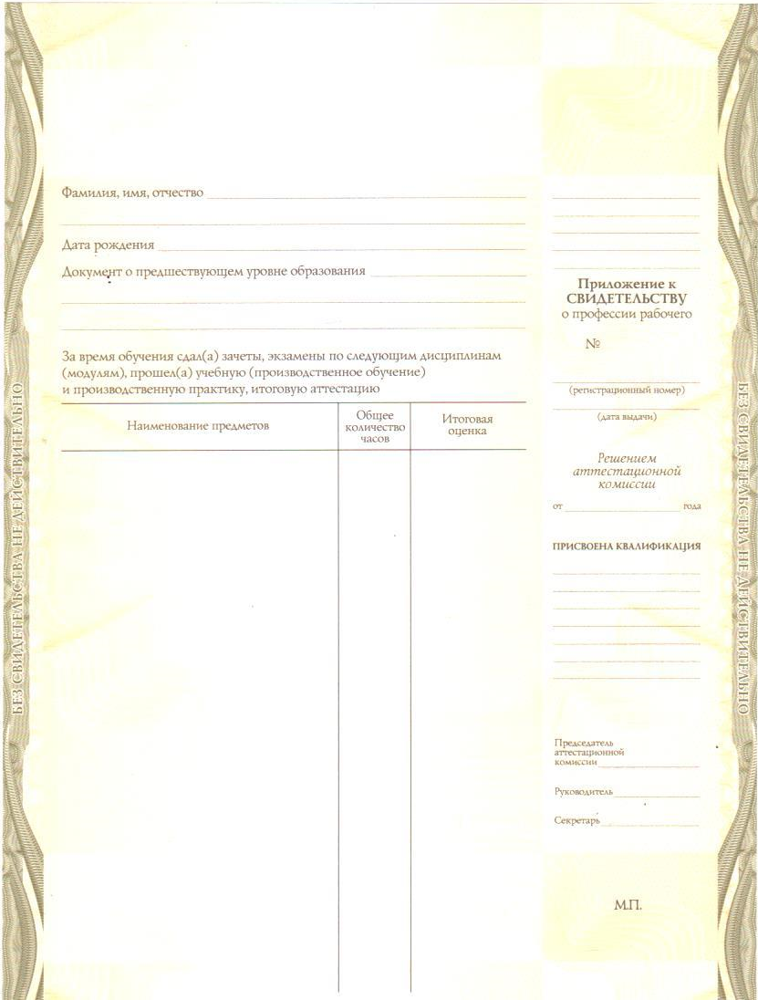 Фамилия, имя, отчество
Дата рождения
Документ о предшествующем уровне образования
За время обучения сдал(а) зачеты, экзамены по следующим дисциплинам
(модулям), прошел(а) учебную (производственное обучение)
и производственную практику, итоговую аттестацию
Наименование предметов
Общее
количество
часов
Итоговая
оценка
Приложение к
СВИДЕТЕЛЬСТВУ
о профессии рабочего
№
(регистрационный номер)
(дата выдачи)
Решением
аттестационной
комиссии
от года
ПРИСВОЕНА КВАЛИФИКАЦИЯ
Председатель
аттестационной
комиссии
Руководитель
Секретарь
М.П.
БЕЗ СВИДЕТЕЛЬСТВА НЕ ДЕЙСТВИТЕЛЬНО
БЕЗ СВИДЕТЕЛЬСТВА НЕ ДЕЙСТВИТЕЛЬНО